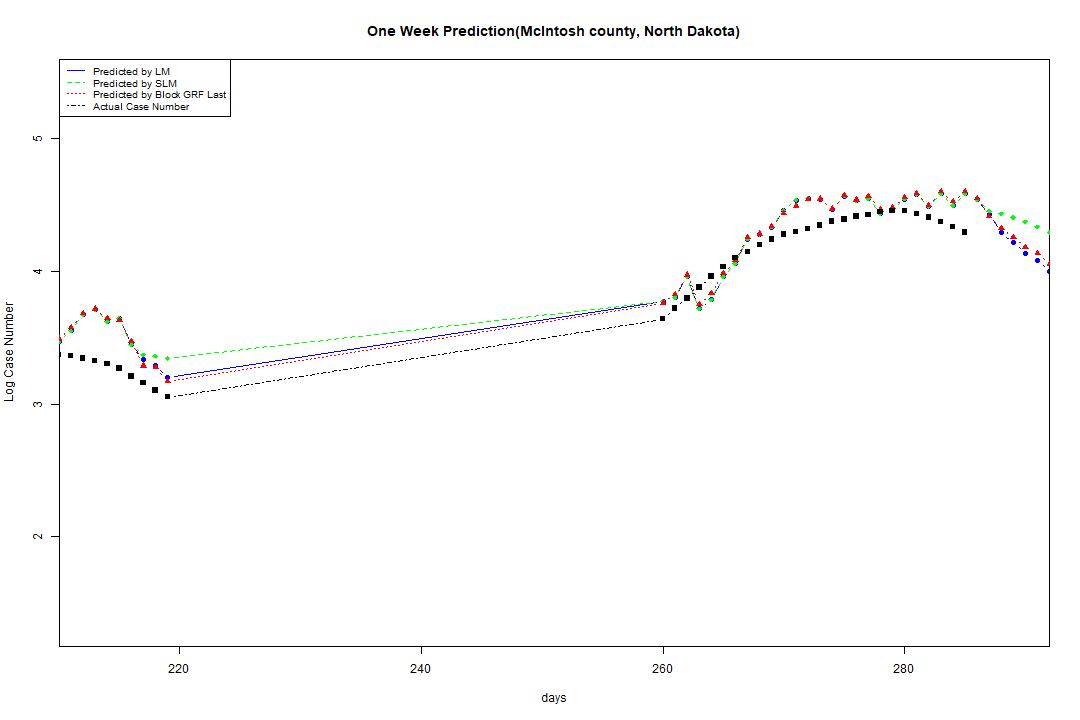 One Week Prediction(McIntosh county, North Dakota)
Predicted by LM
Predicted by SLM
Predicted by Block GRF Last
Actual Case Number
5
4
3
2
Log Case Number
220 240 260 280
days